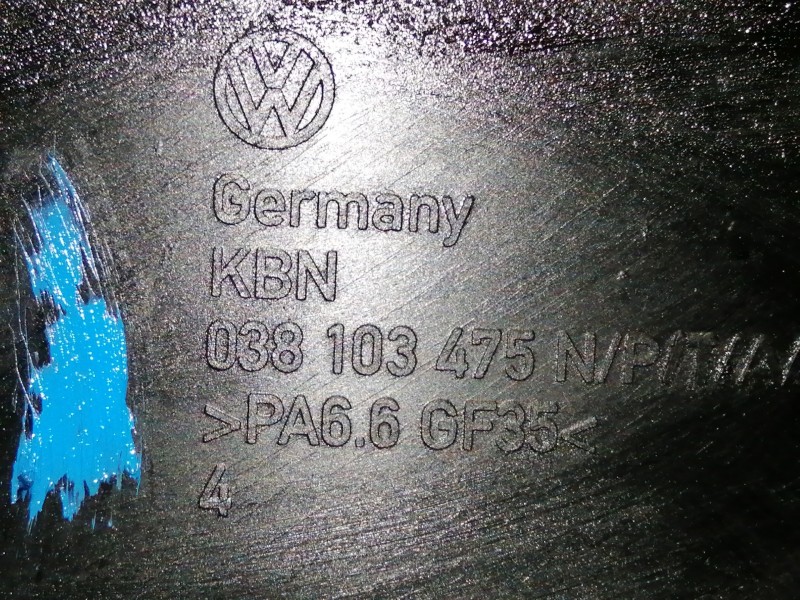 Germany
KBN
038 103 475 N/P/T/
>PA6.6 GF35<
4